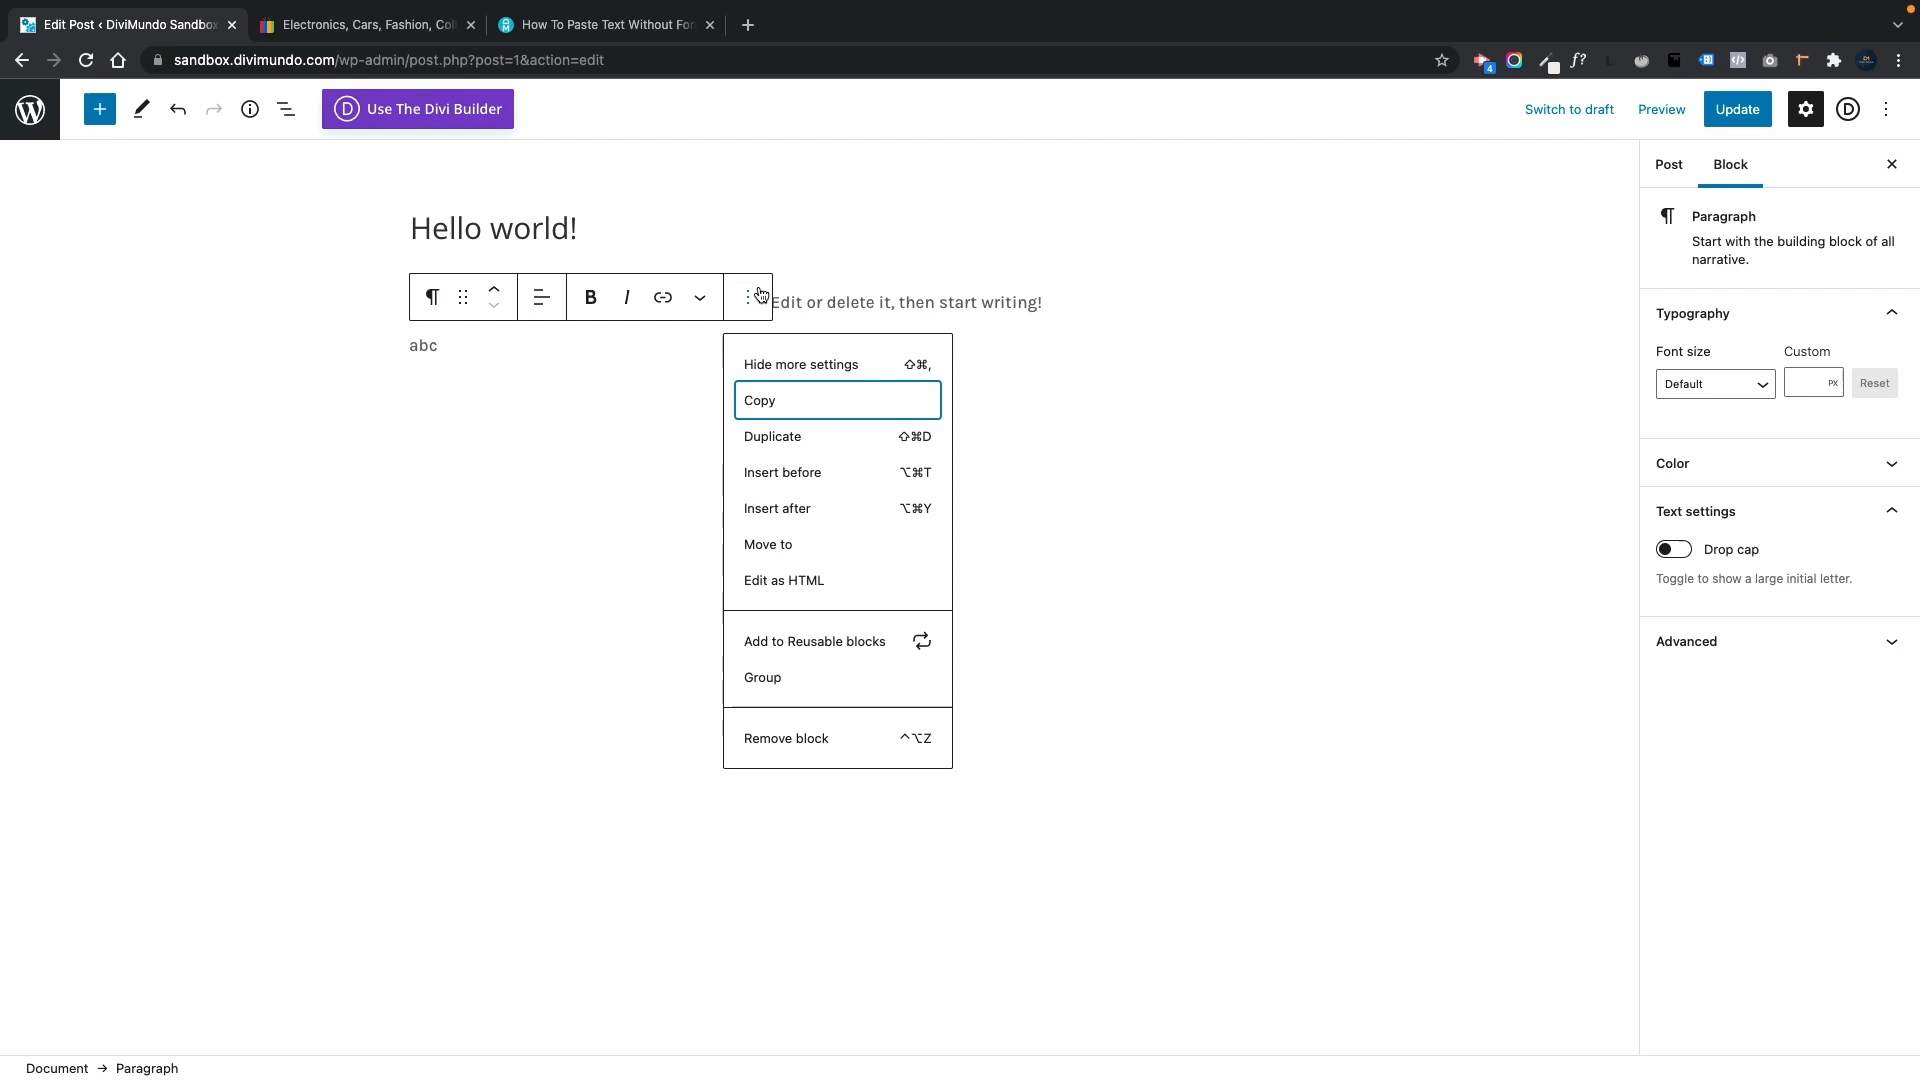 Edit Post ‹ DiviMundo Sandbox
Electronics, Cars, Fashion, Col
How To Paste Text Without For
sandbox.divimundo.com/wp-admin/post.php?post=1&action=edit
4
f?
Use The Divi Builder
Switch to draft
Preview
Update
D
Post
Block
Hello world!
Paragraph
Start with the building block of all
narrative.
B
I
Edit or delete it, then start writing!
abc
Typography
Font size
Custom
Default
PX
Reset
Hide more settings ⇧⌘,
Copy
Duplicate ⇧⌘D
Insert before ⌥⌘T
Insert after ⌥⌘Y
Move to
Edit as HTML
Add to Reusable blocks
Group
Remove block ^⌥Z
Color
Text settings
Drop cap
Toggle to show a large initial letter.
Advanced
Document → Paragraph